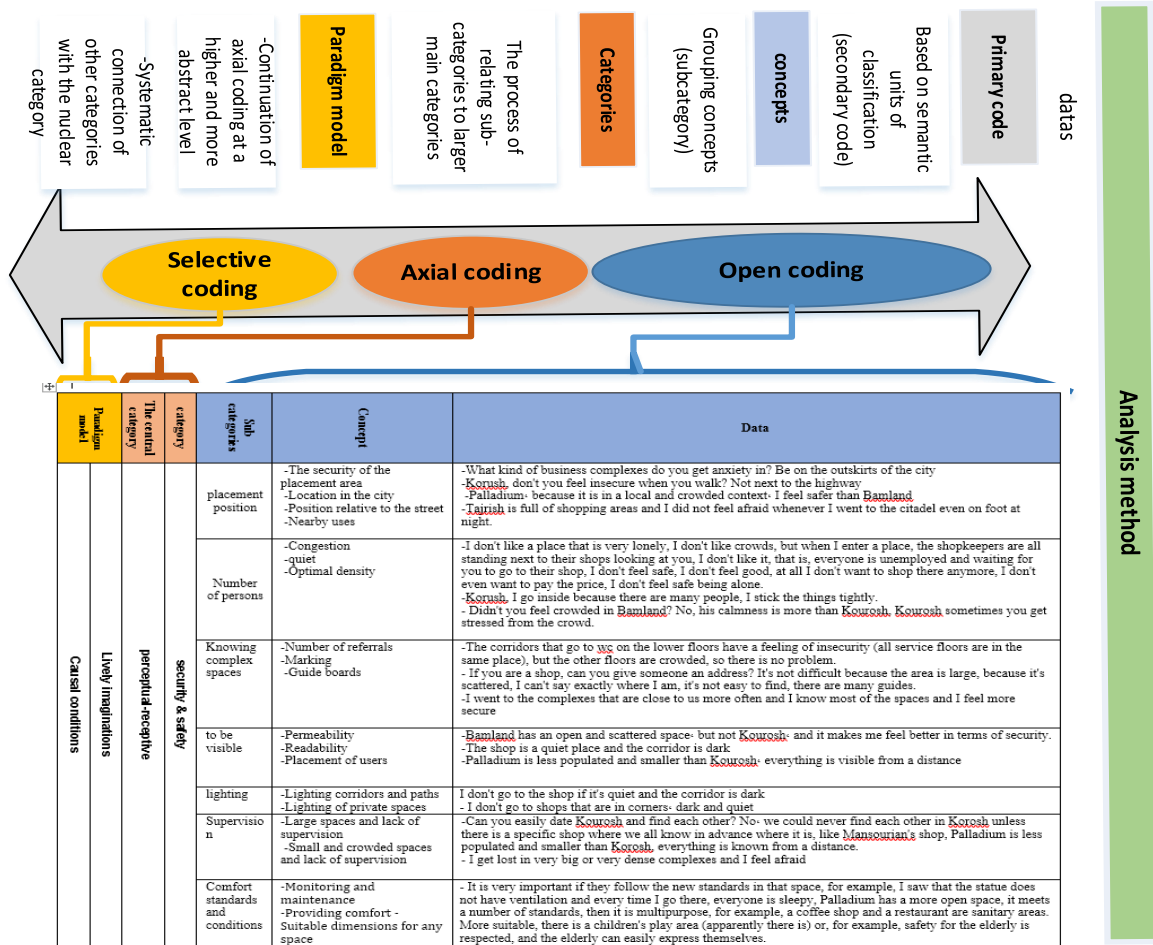 datas
Primary code
Based on semantic
units of
classification
(secondary code)
concepts
Grouping concepts
(subcategory)
Categories
The process of
relating sub-
categories to larger
main categories
Paradigm model
-Continuation of
axial coding at a
higher and more
abstract level
-Systematic
connection of
other categories
with the nuclear
category
Selective
coding
Axial coding
Open coding
Analysis method
Paradigm
model
The central
category
category
Sub
categories
Concept
Data
Causal conditions
Lively imaginations
perceptual-receptive
security & safety
placement
position
-The security of the
placement area
-Location in the city
-Position relative to the street
-Nearby uses
-What kind of business complexes do you get anxiety in? Be on the outskirts of the city
-Korush, don't you feel insecure when you walk? Not next to the highway
-Palladium، because it is in a local and crowded context، I feel safer than Bamland
-Tajrish is full of shopping areas and I did not feel afraid whenever I went to the citadel even on foot at
night.
Number
of persons
-Congestion
-quiet
-Optimal density
-I don't like a place that is very lonely, I don't like crowds, but when I enter a place, the shopkeepers are all
standing next to their shops looking at you, I don't like it, that is, everyone is unemployed and waiting for
you to go to their shop, I don't feel safe, I don't feel good, at all I don't want to shop there anymore, I don't
even want to pay the price, I don't feel safe being alone.
-Korush, I go inside because there are many people, I stick the things tightly.
- Didn't you feel crowded in Bamland? No, his calmness is more than Kourosh, Kourosh sometimes you get
stressed from the crowd.
Knowing
complex
spaces
-Number of referrals
-Marking
-Guide boards
-The corridors that go to wc on the lower floors have a feeling of insecurity (all service floors are in the
same place), but the other floors are crowded, so there is no problem.
- If you are a shop, can you give someone an address? It's not difficult because the area is large, because it's
scattered, I can't say exactly where I am, it's not easy to find, there are many guides.
-I went to the complexes that are close to us more often and I know most of the spaces and I feel more
secure
to be
visible
-Permeability
-Readability
-Placement of users
-Bamland has an open and scattered space، but not Kourosh، and it makes me feel better in terms of security.
-The shop is a quiet place and the corridor is dark
-Palladium is less populated and smaller than Kourosh، everything is visible from a distance
lighting
-Lighting corridors and paths
-Lighting of private spaces
I don't go to the shop if it's quiet and the corridor is dark
- I don't go to shops that are in corners، dark and quiet
Supervisio
n
-Large spaces and lack of
supervision
-Small and crowded spaces
and lack of supervision
-Can you easily date Kourosh and find each other? No، we could never find each other in Korosh unless
there is a specific shop where we all know in advance where it is, like Mansourian's shop, Palladium is less
populated and smaller than Korosh, everything is known from a distance.
- I get lost in very big or very dense complexes and I feel afraid
Comfort
standards
and
conditions
-Monitoring and
maintenance
-Providing comfort -
Suitable dimensions for any
space
- It is very important if they follow the new standards in that space, for example, I saw that the statue does
not have ventilation and every time I go there, everyone is sleepy, Palladium has a more open space, it meets
a number of standards, then it is multipurpose, for example, a coffee shop and a restaurant are sanitary areas.
More suitable, there is a children's play area (apparently there is) or, for example, safety for the elderly is
respected, and the elderly can easily express themselves.